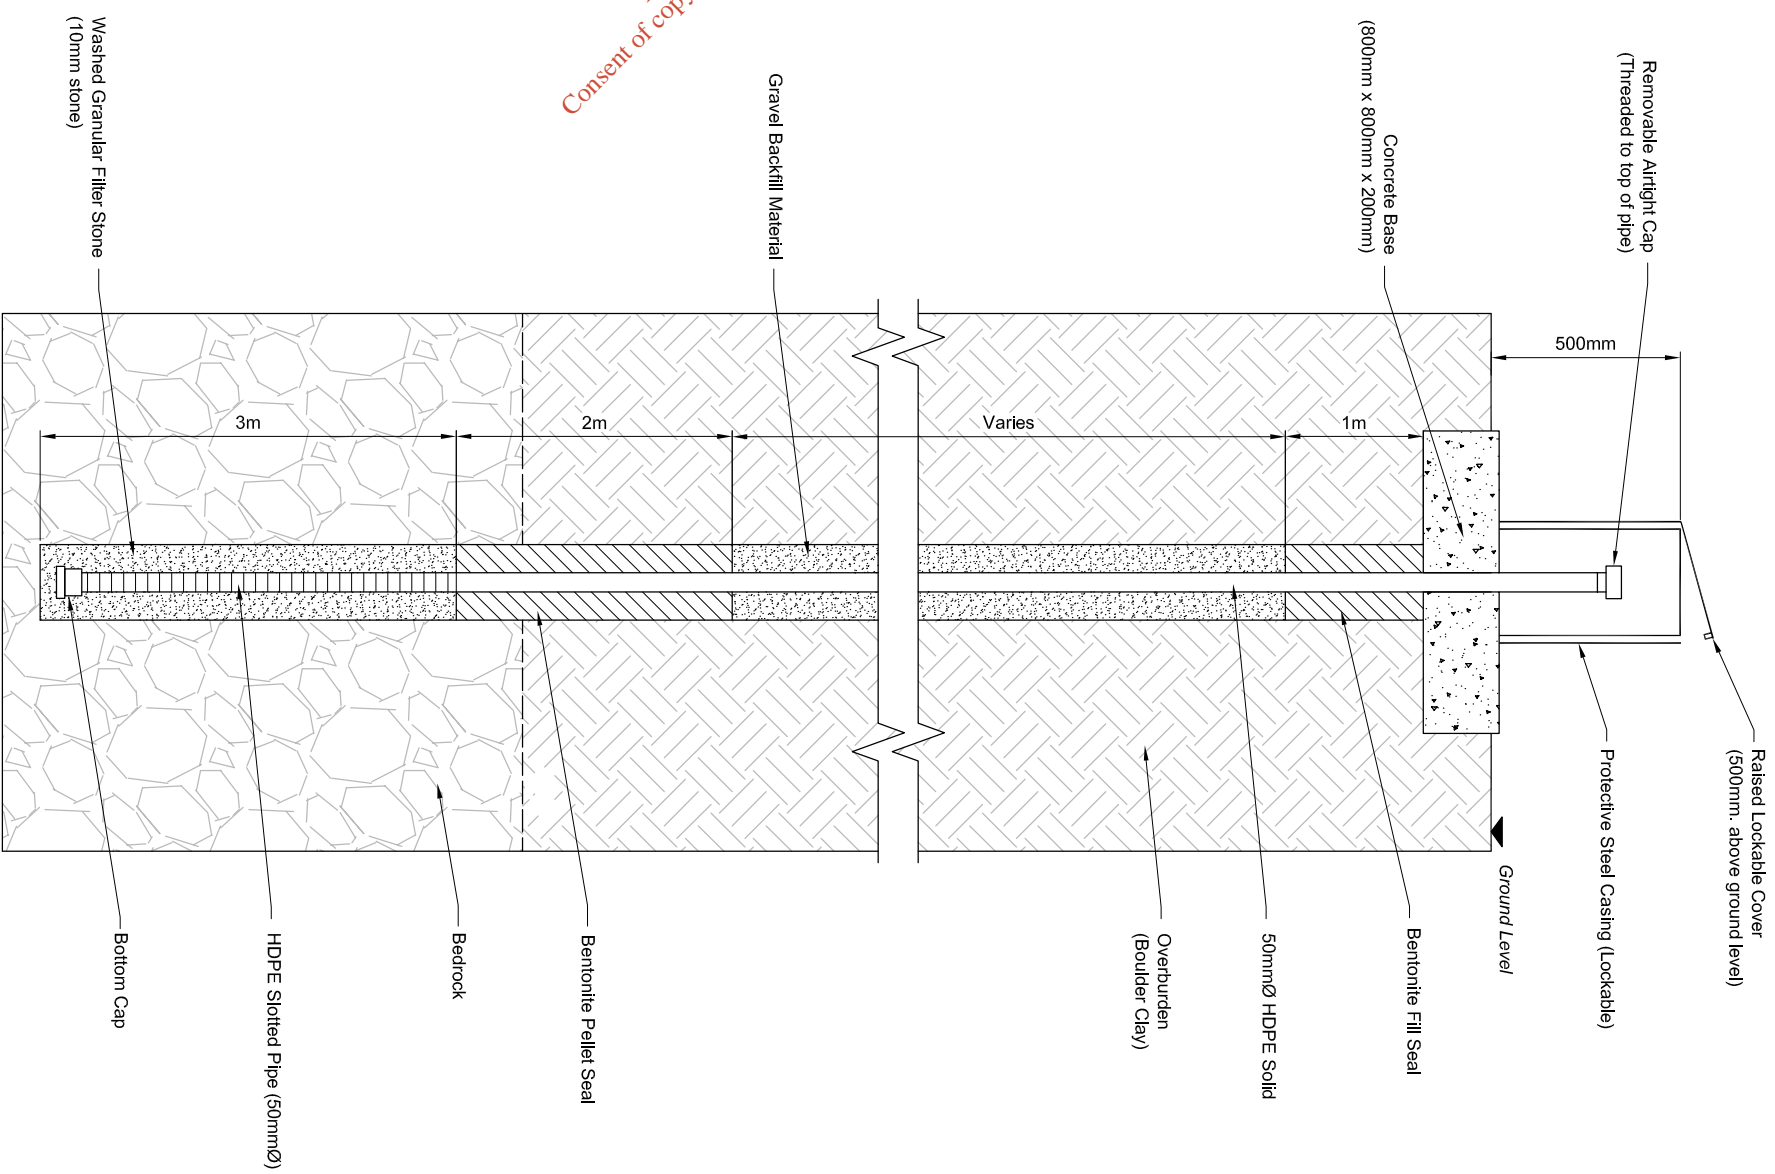 Raised Lockable Cover
(500mm. above ground level)
Removable Airtight Cap
(Threaded to top of pipe)
500mm
Protective Steel Casing (Lockable)
Ground Level
Concrete Base
(800mm x 800mm x 200mm)
1m
Bentonite Fill Seal
50mmØ HDPE Solid
Overburden
(Boulder Clay)
Varies
Gravel Backfill Material
2m
Bentonite Pellet Seal
Bedrock
3m
HDPE Slotted Pipe (50mmØ)
Washed Granular Filter Stone
(10mm stone)
Bottom Cap
Consent of copy